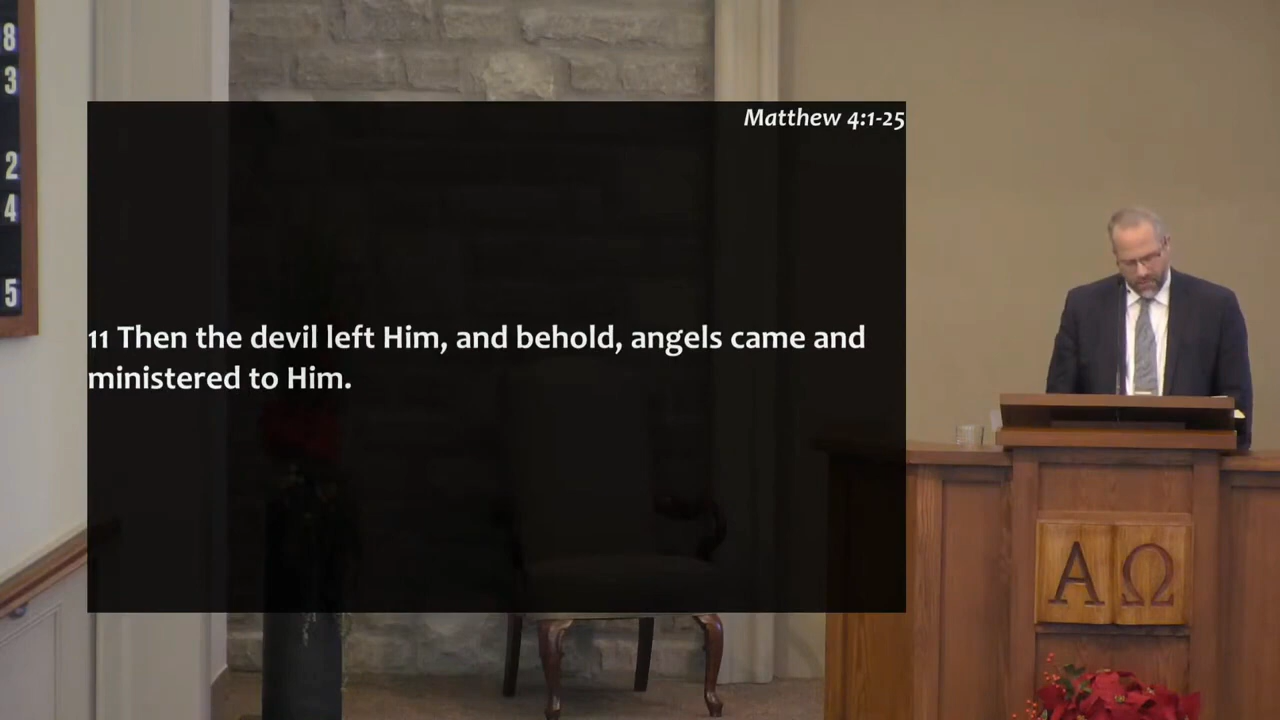 8
3
2
4
5
Matthew 4:1-25
11 Then the devil left Him, and behold, angels came and
ministered to Him.
Α Ω